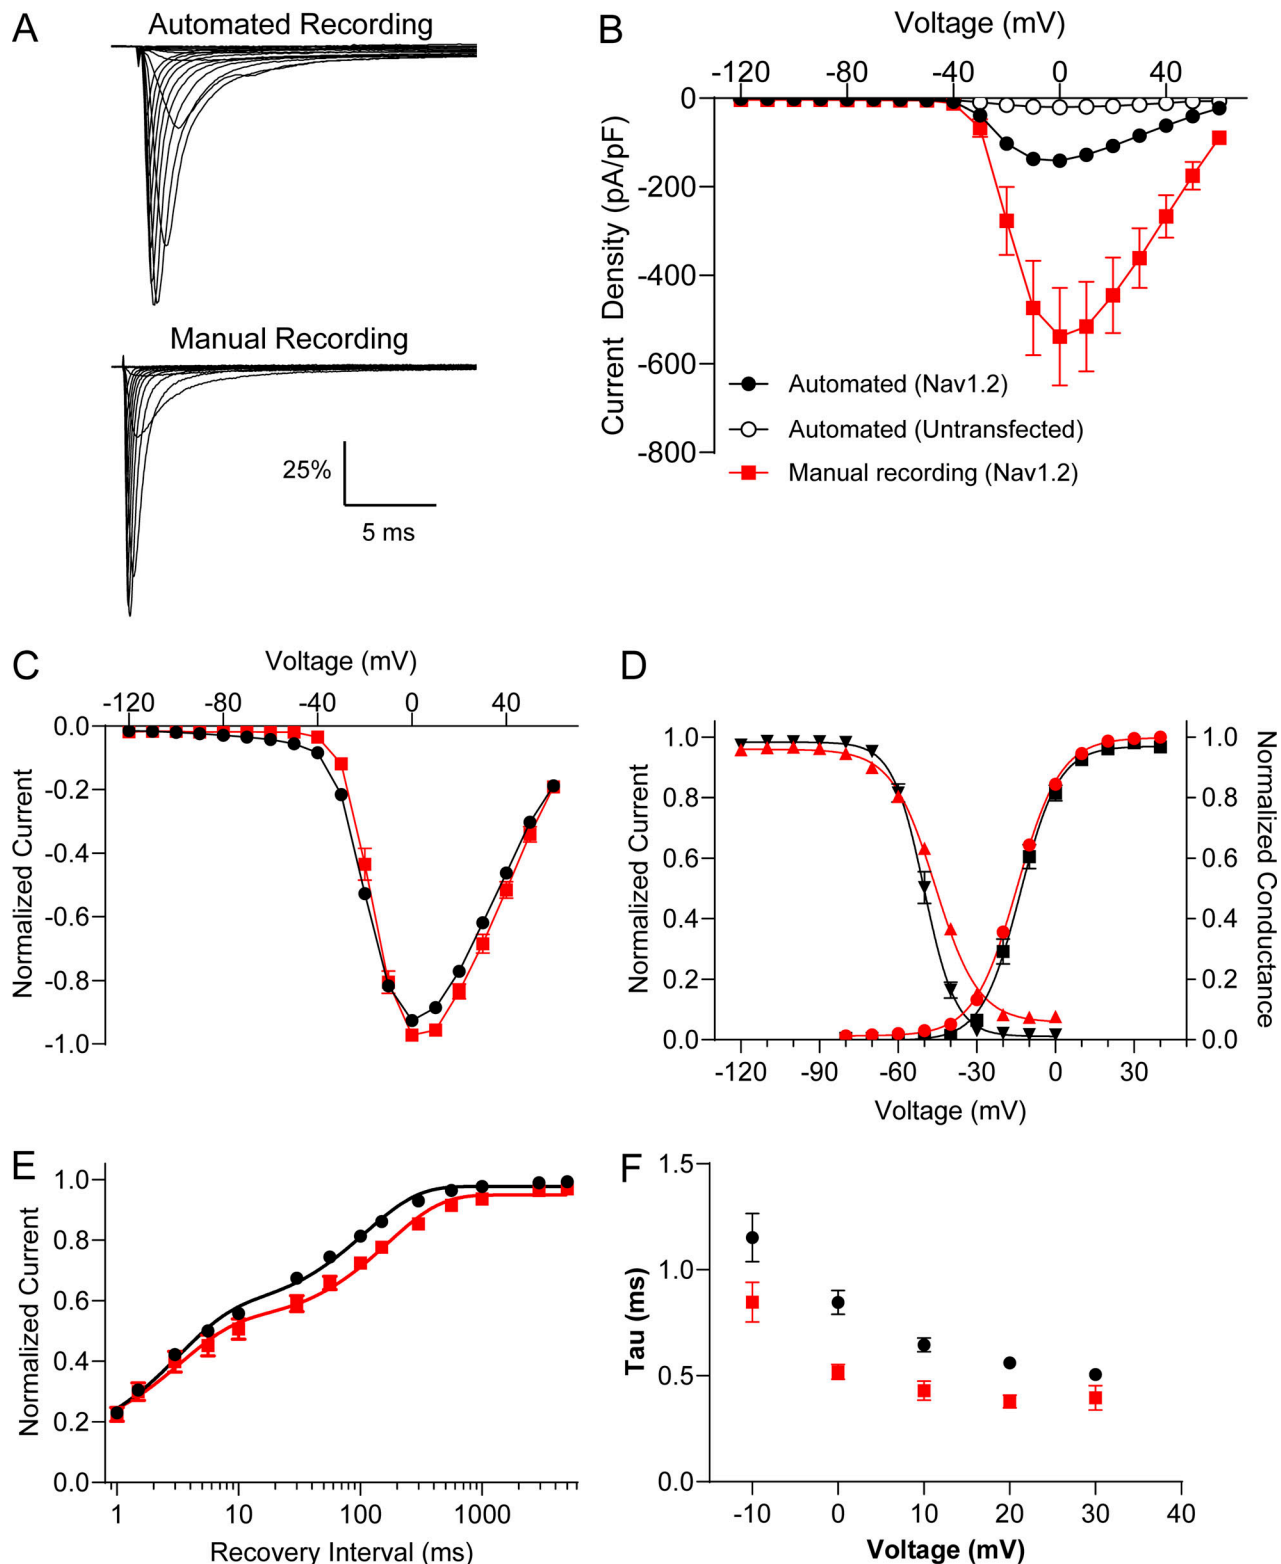 A
Automated Recording
Manual Recording
25%
5 ms
B
Voltage (mV)
-120 -80 -40 0 40
0
-200
-400
-600
-800
Current Density (pA/pF)
Automated (Nav1.2)
Automated (Untransfected)
Manual recording (Nav1.2)
C
Voltage (mV)
-120 -80 -40 0 40
0.0
-0.2
-0.4
-0.6
-0.8
-1.0
Normalized Current
D
1.0
0.8
0.6
0.4
0.2
0.0
Normalized Current
1.0
0.8
0.6
0.4
0.2
0.0
Normalized Conductance
-120 -90 -60 -30 0 30
Voltage (mV)
E
1.0
0.8
0.6
0.4
0.2
0.0
Normalized Current
1 10 100 1000
Recovery Interval (ms)
F
1.5
1.0
0.5
0.0
Tau (ms)
-10 0 10 20 30 40
Voltage (mV)